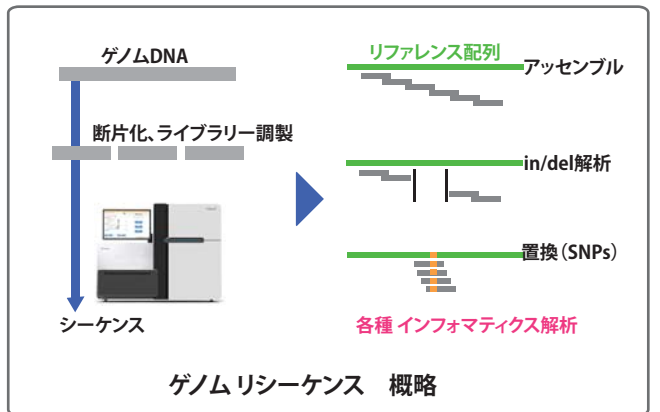 ゲノムDNA
断片化、ライブラリー調製
シーケンス
リファレンス配列
アッセンブル
in/del解析
置換（SNPs）
各種 インフォマティクス解析
ゲノム リシーケンス　概略